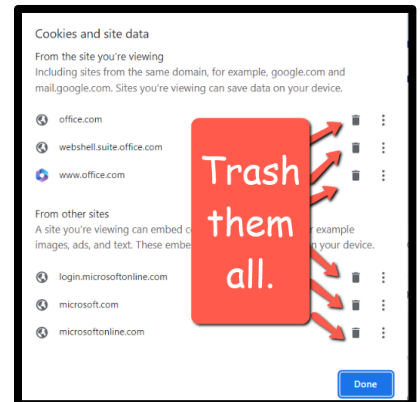 Cookies and site data
From the site you're viewing
Including sites from the same domain, for example, google.com and
mail.google.com. Sites you're viewing can save data on your device.
office.com
webshell.suite.office.com
www.office.com
Trash
them
all.
From other sites
A site you're viewing can embed example
images, ads, and text. These your device.
login.microsoftonline.com
microsoft.com
microsoftonline.com
Done